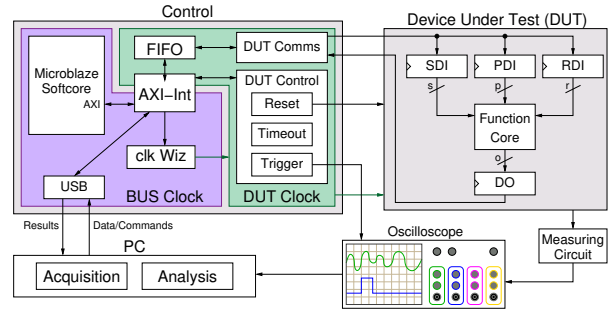 Control
Device Under Test (DUT)
FIFO
DUT Comms
SDI
PDI
RDI
Microblaze
Softcore
AXI
AXI-Int
DUT Control
Reset
Timeout
Trigger
s
p
r
Function
Core
o
DO
clk Wiz
USB
BUS Clock
DUT Clock
Results
Data/Commands
PC
Acquisition
Analysis
Oscilloscope
Measuring
Circuit